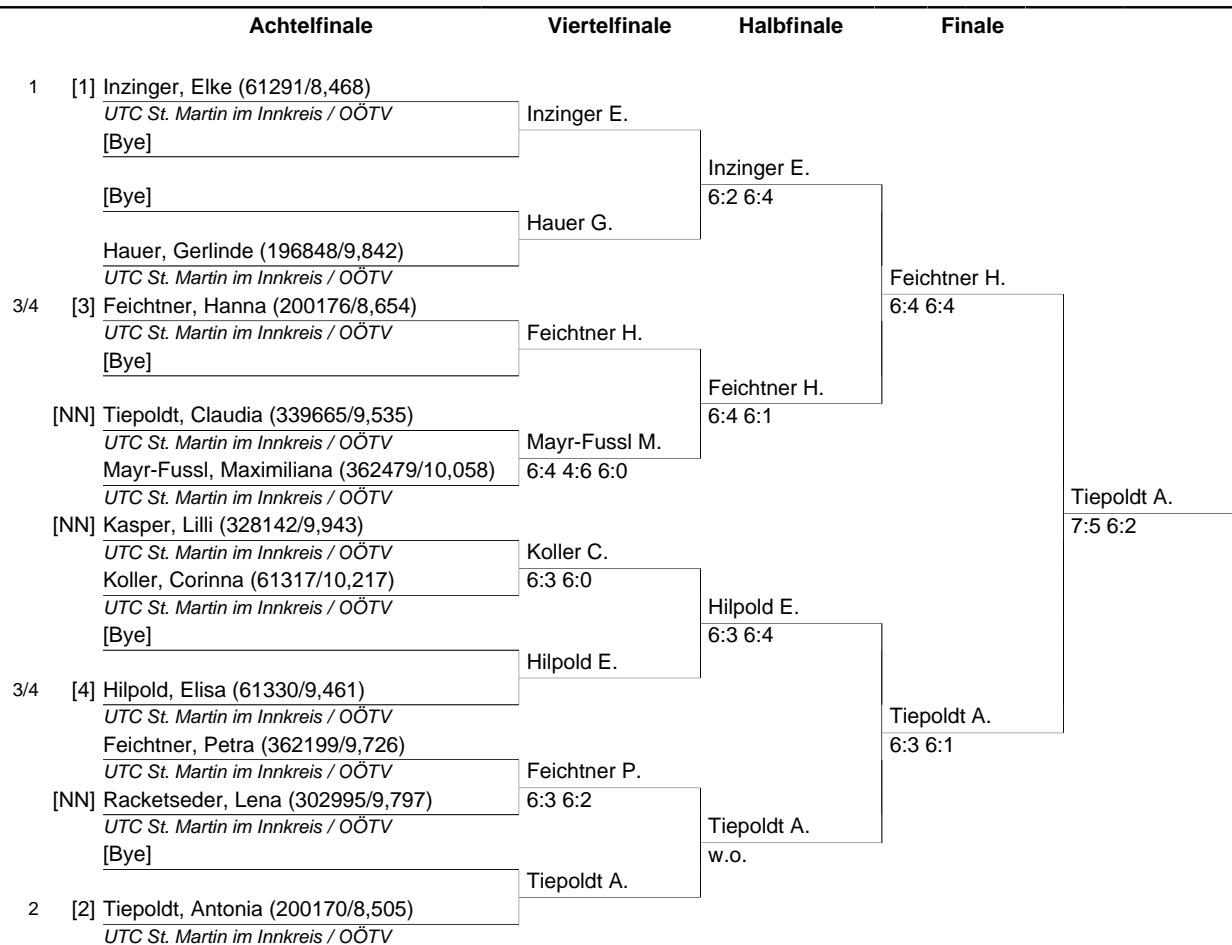 Achtelfinale Viertelfinale Halbfinale Finale
1 [1] Inzinger, Elke (61291/8,468)
UTC St. Martin im Innkreis / OÖTV Inzinger E.
[Bye]
Inzinger E.
[Bye] 6:2 6:4
Hauer G.
Hauer, Gerlinde (196848/9,842)
UTC St. Martin im Innkreis / OÖTV Feichtner H.
3/4 [3] Feichtner, Hanna (200176/8,654) 6:4 6:4
UTC St. Martin im Innkreis / OÖTV Feichtner H.
[Bye]
Feichtner H.
[NN] Tiepoldt, Claudia (339665/9,535) 6:4 6:1
UTC St. Martin im Innkreis / OÖTV Mayr-Fussl M.
Mayr-Fussl, Maximiliana (362479/10,058) 6:4 4:6 6:0
UTC St. Martin im Innkreis / OÖTV Tiepoldt A.
[NN] Kasper, Lilli (328142/9,943) 7:5 6:2
UTC St. Martin im Innkreis / OÖTV Koller C.
Koller, Corinna (61317/10,217) 6:3 6:0
UTC St. Martin im Innkreis / OÖTV Hilpold E.
[Bye] 6:3 6:4
Hilpold E.
3/4 [4] Hilpold, Elisa (61330/9,461)
UTC St. Martin im Innkreis / OÖTV Tiepoldt A.
Feichtner, Petra (362199/9,726) 6:3 6:1
UTC St. Martin im Innkreis / OÖTV Feichtner P.
[NN] Racketseder, Lena (302995/9,797) 6:3 6:2
UTC St. Martin im Innkreis / OÖTV Tiepoldt A.
[Bye] w.o.
Tiepoldt A.
2 [2] Tiepoldt, Antonia (200170/8,505)
UTC St. Martin im Innkreis / OÖTV